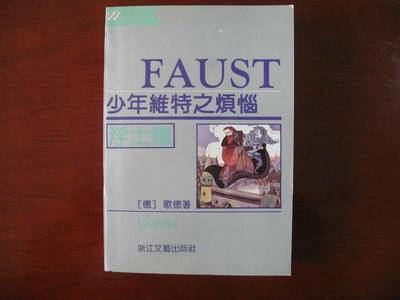 FAUST
少年維特之煩惱
浮士德
［德］ 歌德著
Goethe
浙江文藝出版社